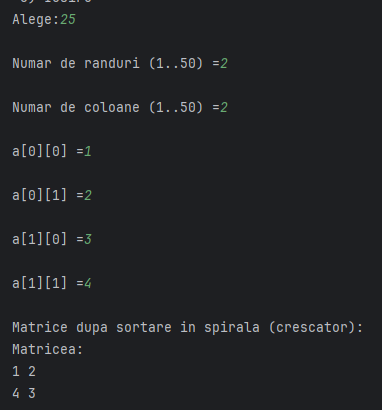 Alege:25
Numar de randuri (1..50) =2
Numar de coloane (1..50) =2
a[0][0] =1
a[0][1] =2
a[1][0] =3
a[1][1] =4
Matrice dupa sortare in spirala (crescator):
Matricea:
1 2
4 3